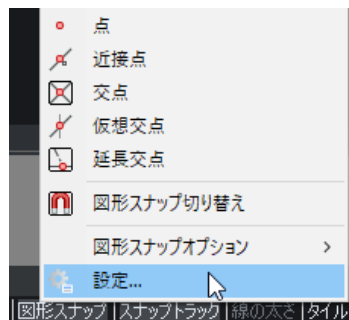 点
近接点
交点
仮想交点
延長交点
図形スナップ切り替え
図形スナップオプション >
設定...
図形スナップ スナップトラック 線の太さ タイル